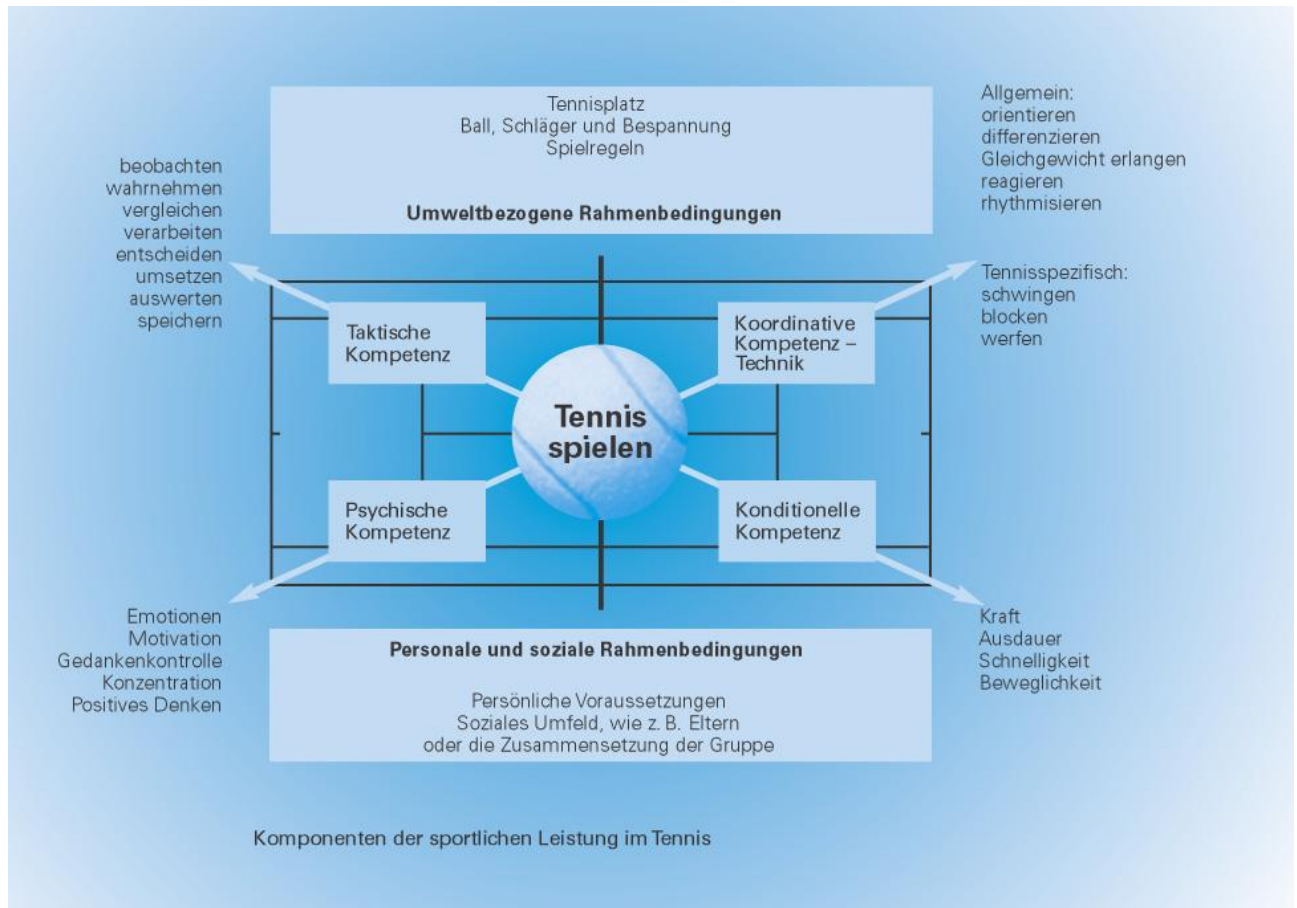 Tennisplatz
Ball, Schläger und Bespannung
Spielregeln
Umweltbezogene Rahmenbedingungen
beobachten
wahrnehmen
vergleichen
verarbeiten
entscheiden
umsetzen
auswerten
speichern
Allgemein:
orientieren
differenzieren
Gleichgewicht erlangen
reagieren
rhythmisieren
Tennisspezifisch:
schwingen
blocken
werfen
Taktische
Kompetenz
Koordinative
Kompetenz –
Technik
Tennis
spielen
Psychische
Kompetenz
Konditionelle
Kompetenz
Emotionen
Motivation
Gedankenkontrolle
Konzentration
Positives Denken
Kraft
Ausdauer
Schnelligkeit
Beweglichkeit
Personale und soziale Rahmenbedingungen
Persönliche Voraussetzungen
Soziales Umfeld, wie z. B. Eltern
oder die Zusammensetzung der Gruppe
Komponenten der sportlichen Leistung im Tennis